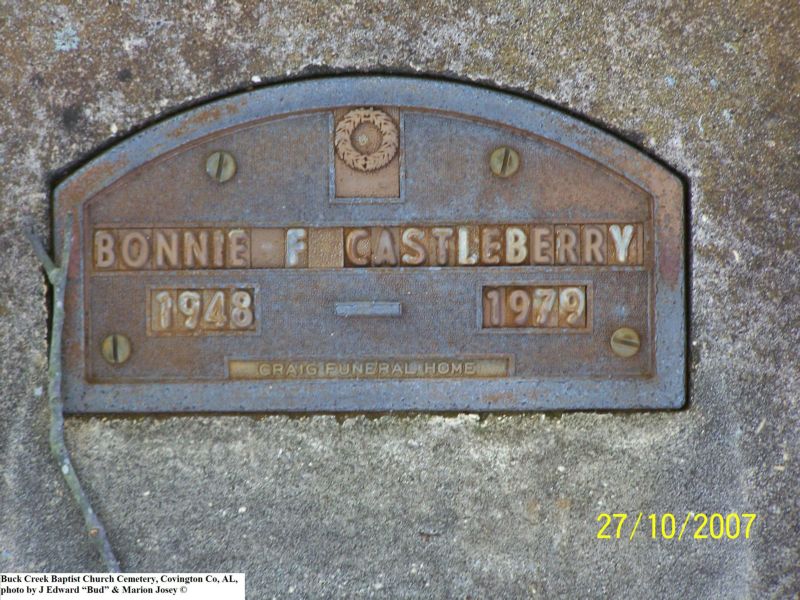 BONNIE F CASTLEBERRY
1948 - 1979
CRAIG FUNERAL HOME
27/10/2007
Buck Creek Baptist Church Cemetery, Covington Co, AL,
photo by J Edward “Bud” & Marion Josey ©